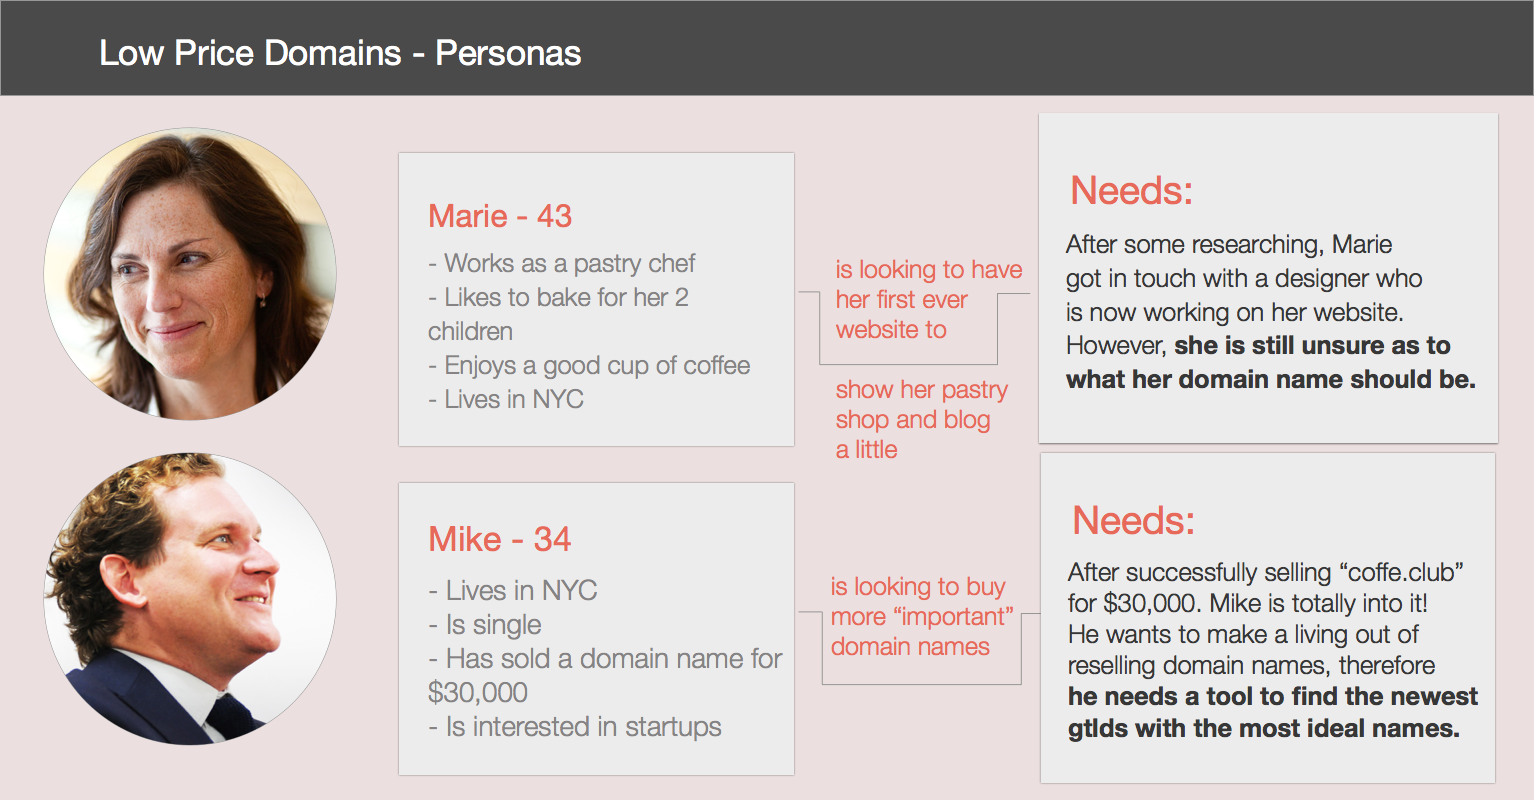 Low Price Domains - Personas
Marie - 43
- Works as a pastry chef
- Likes to bake for her 2
children
- Enjoys a good cup of coffee
- Lives in NYC
is looking to have
her first ever
website to
show her pastry
shop and blog
a little
Needs:
After some researching, Marie
got in touch with a designer who
is now working on her website.
However, she is still unsure as to
what her domain name should be.
Mike - 34
- Lives in NYC
- Is single
- Has sold a domain name for
$30,000
- Is interested in startups
is looking to buy
more “important”
domain names
Needs:
After successfully selling “coffe.club”
for $30,000. Mike is totally into it!
He wants to make a living out of
reselling domain names, therefore
he needs a tool to find the newest
gtlds with the most ideal names.